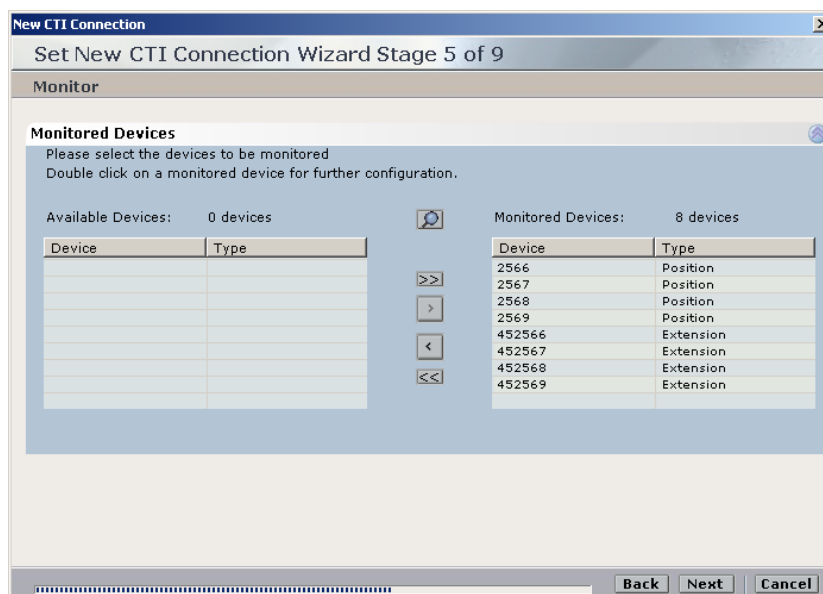 New CTI Connection
Set New CTI Connection Wizard Stage 5 of 9
Monitor
Monitored Devices
Please select the devices to be monitored
Double click on a monitored device for further configuration.
Available Devices: 0 devices
Monitored Devices: 8 devices
Device Type
Device Type
2566 Position
2567 Position
2568 Position
2569 Position
452566 Extension
452567 Extension
452568 Extension
452569 Extension
>>
>
<
<<
Back Next Cancel